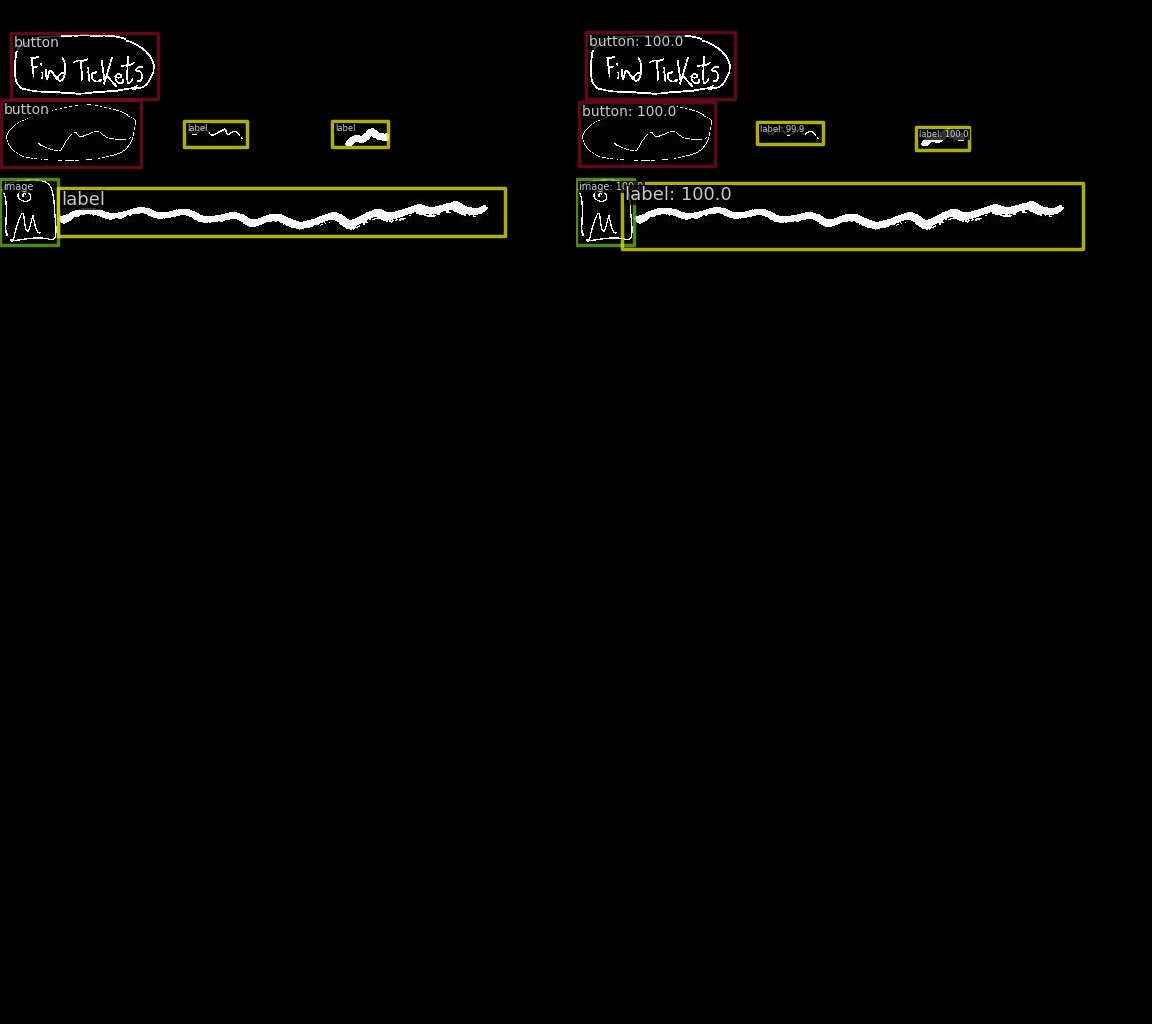 button button: 100.0
Find Tickets Find Tickets
button label label button: 100.0 label: 99.9 label: 100.0
image label image: 100.0 label: 100.0